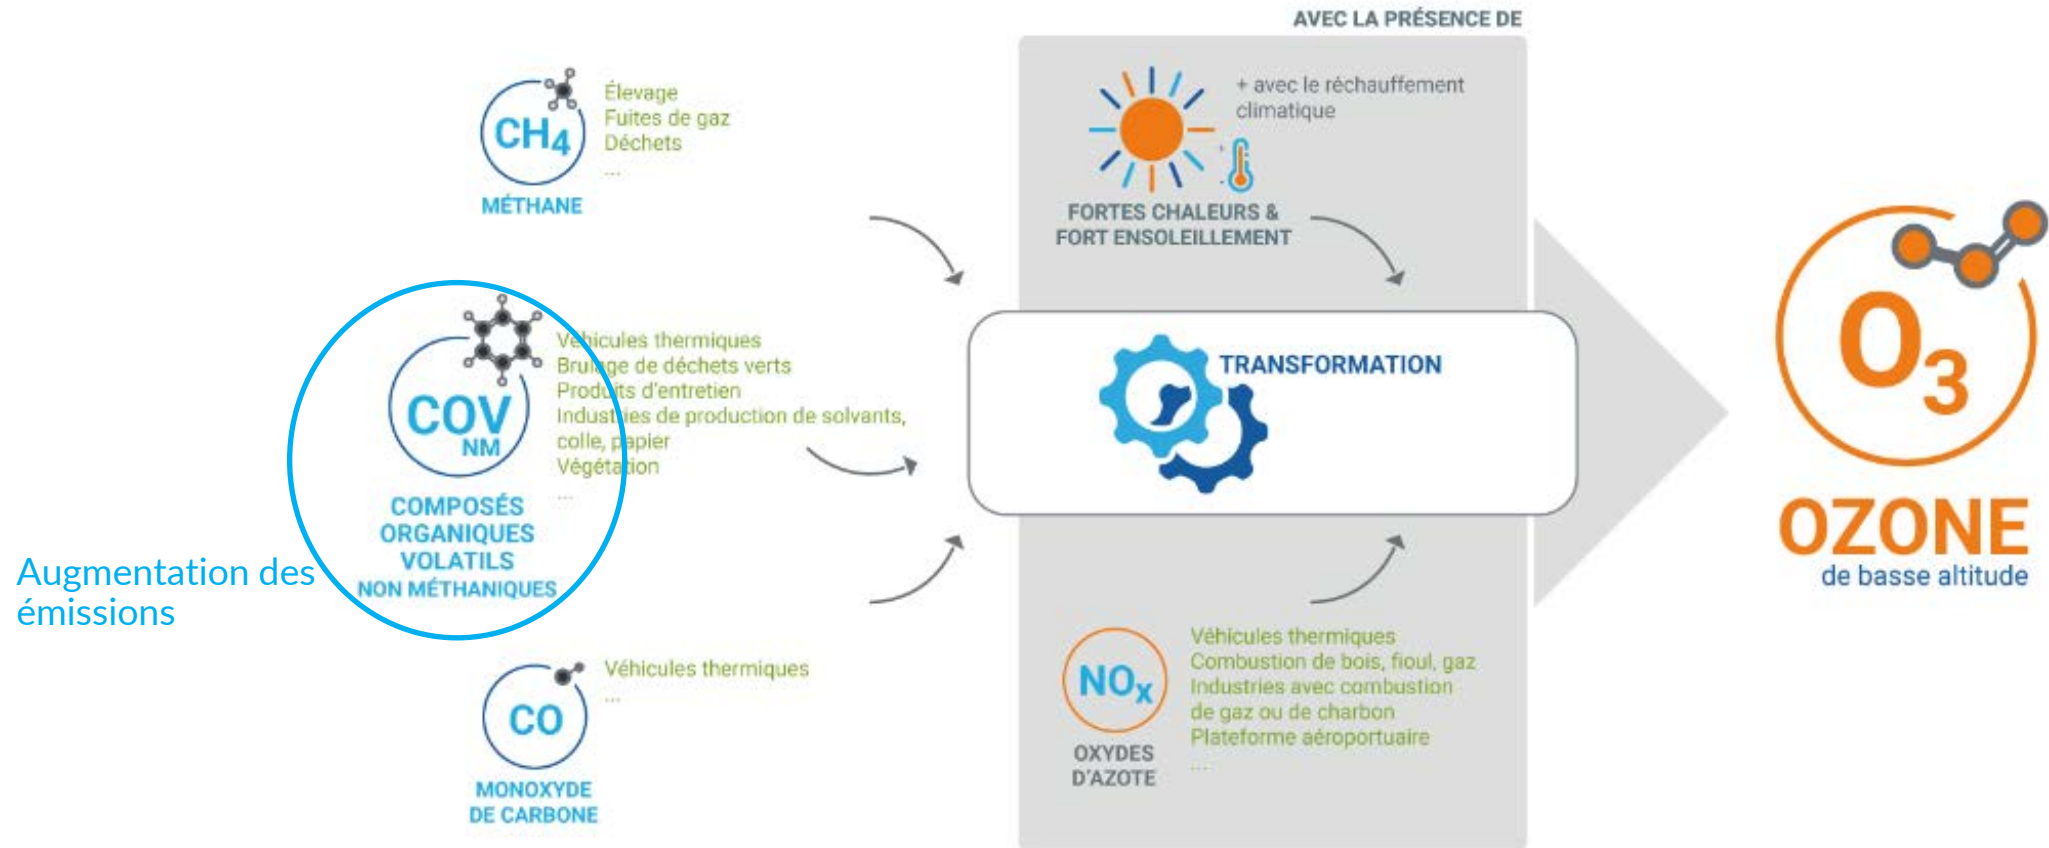 AVEC LA PRÉSENCE DE
CH4
MÉTHANE
Élevage
Fuites de gaz
Déchets
...
+ avec le réchauffement
climatique
+
-
FORTES CHALEURS &
FORT ENSOLEILLEMENT
COV
NM
COMPOSÉS
ORGANIQUES
VOLATILS
NON MÉTHANIQUES
Véhicules thermiques
Brulage de déchets verts
Produits d'entretien
Industries de production de solvants,
colle, papier
Végétation
...
Augmentation des
émissions
TRANSFORMATION
O3
OZONE
de basse altitude
CO
MONOXYDE
DE CARBONE
Véhicules thermiques
...
NOx
OXYDES
D'AZOTE
Véhicules thermiques
Combustion de bois, fioul, gaz
Industries avec combustion
de gaz ou de charbon
Plateforme aéroportuaire
...